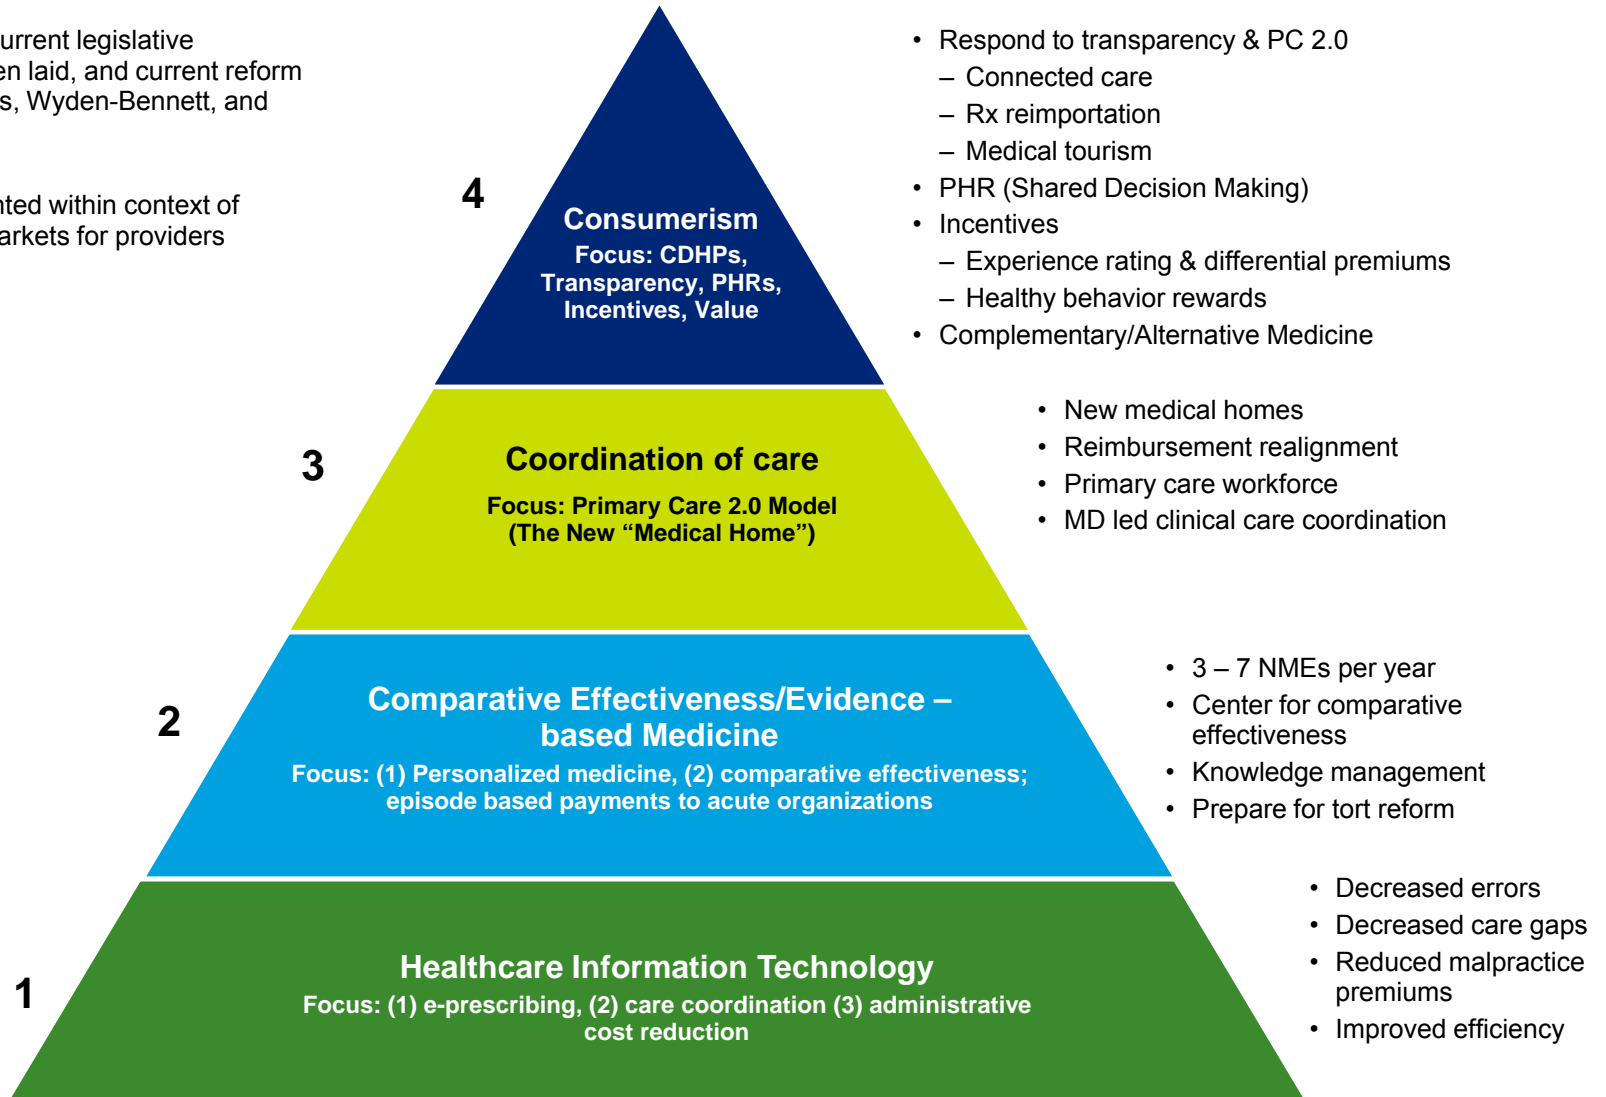 urrent legislative
en laid, and current reform
s, Wyden-Bennett, and
nted within context of
arkets for providers
4
Consumerism
Focus: CDHPs,
Transparency, PHRs,
Incentives, Value
• Respond to transparency & PC 2.0
– Connected care
– Rx reimportation
– Medical tourism
• PHR (Shared Decision Making)
• Incentives
– Experience rating & differential premiums
– Healthy behavior rewards
• Complementary/Alternative Medicine
3
Coordination of care
Focus: Primary Care 2.0 Model
(The New “Medical Home”)
• New medical homes
• Reimbursement realignment
• Primary care workforce
• MD led clinical care coordination
2
Comparative Effectiveness/Evidence –
based Medicine
Focus: (1) Personalized medicine, (2) comparative effectiveness;
episode based payments to acute organizations
• 3 – 7 NMEs per year
• Center for comparative
effectiveness
• Knowledge management
• Prepare for tort reform
1
Healthcare Information Technology
Focus: (1) e-prescribing, (2) care coordination (3) administrative
cost reduction
• Decreased errors
• Decreased care gaps
• Reduced malpractice
premiums
• Improved efficiency